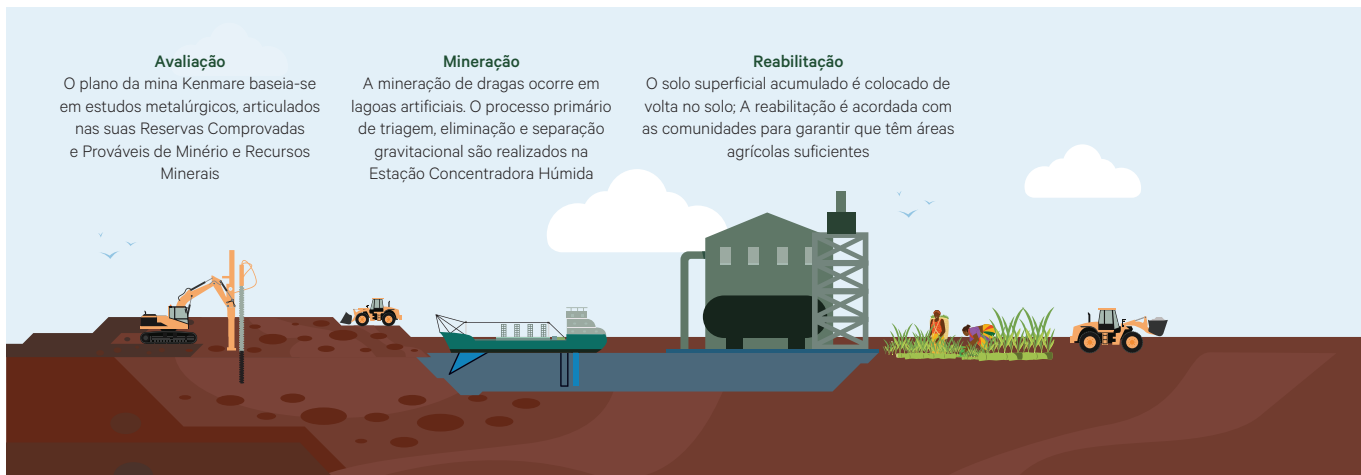 Avaliação
O plano da mina Kenmare baseia-se
em estudos metalúrgicos, articulados
nas suas Reservas Comprovadas
e Prováveis de Minério e Recursos
Minerais
Mineração
A mineração de dragas ocorre em
lagoas artificiais. O processo primário
de triagem, eliminação e separação
gravitacional são realizados na
Estação Concentradora Húmida
Reabilitação
O solo superficial acumulado é colocado de
volta no solo; A reabilitação é acordada com
as comunidades para garantir que têm áreas
agrícolas suficientes